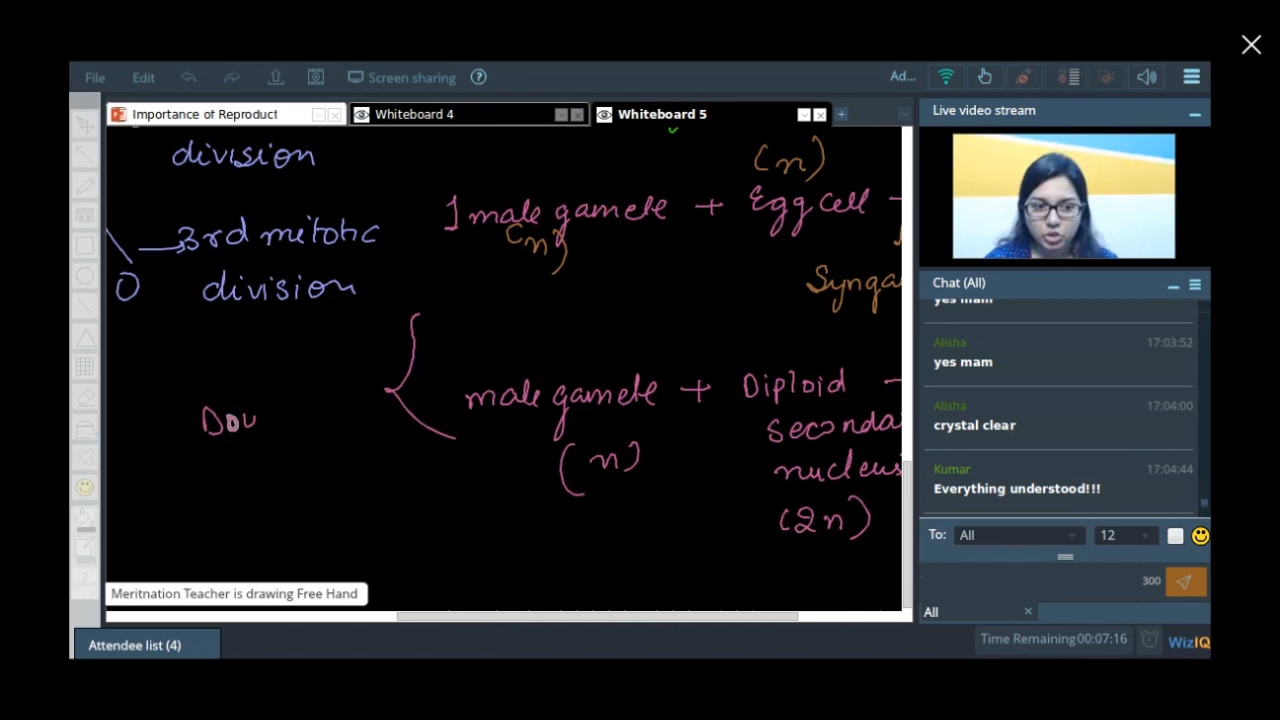 File Edit Screen sharing ? Ad...
Importance of Reproduct Whiteboard 4 Whiteboard 5
division
(n)
1 male gamete + Egg cell
(n)
3rd mitotic
division
Synga
male gamete + Diploid
seconda
nucleus
(n)
(2n)
Dou
Meritnation Teacher is drawing Free Hand
Attendee list (4)
Live video stream
Chat (All)
yes mam
Alisha 17:03:52
yes mam
Alisha 17:04:00
crystal clear
Kumar 17:04:44
Everything understood!!!
To: All 12
300
All
Time Remaining00:07:16 WizIQ